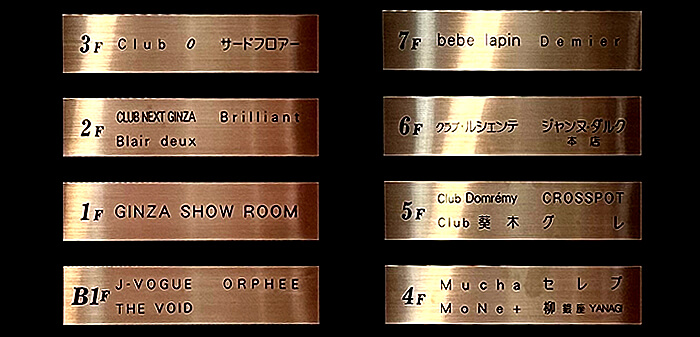 3F Club O サードフロアー
2F CLUB NEXT GINZA Brilliant
Blair deux
1F GINZA SHOW ROOM
B1F J-VOGUE ORPHEE
THE VOID
7F bebe lapin Demier
6F クラブ・ルシェンテ ジャンヌ・ダルク
本店
5F Club Domrémy CROSSPOT
Club 葵 木 グレ
4F Mucha セレブ
MoNe+ 柳 銀座 YANAGI